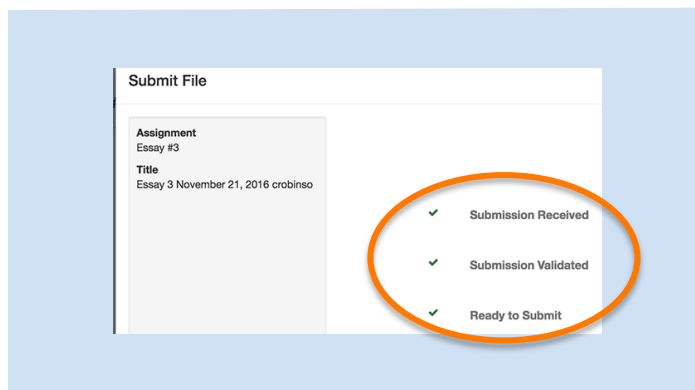 Submit File
Assignment
Essay #3
Title
Essay 3 November 21, 2016 crobinso
Submission Received
Submission Validated
Ready to Submit